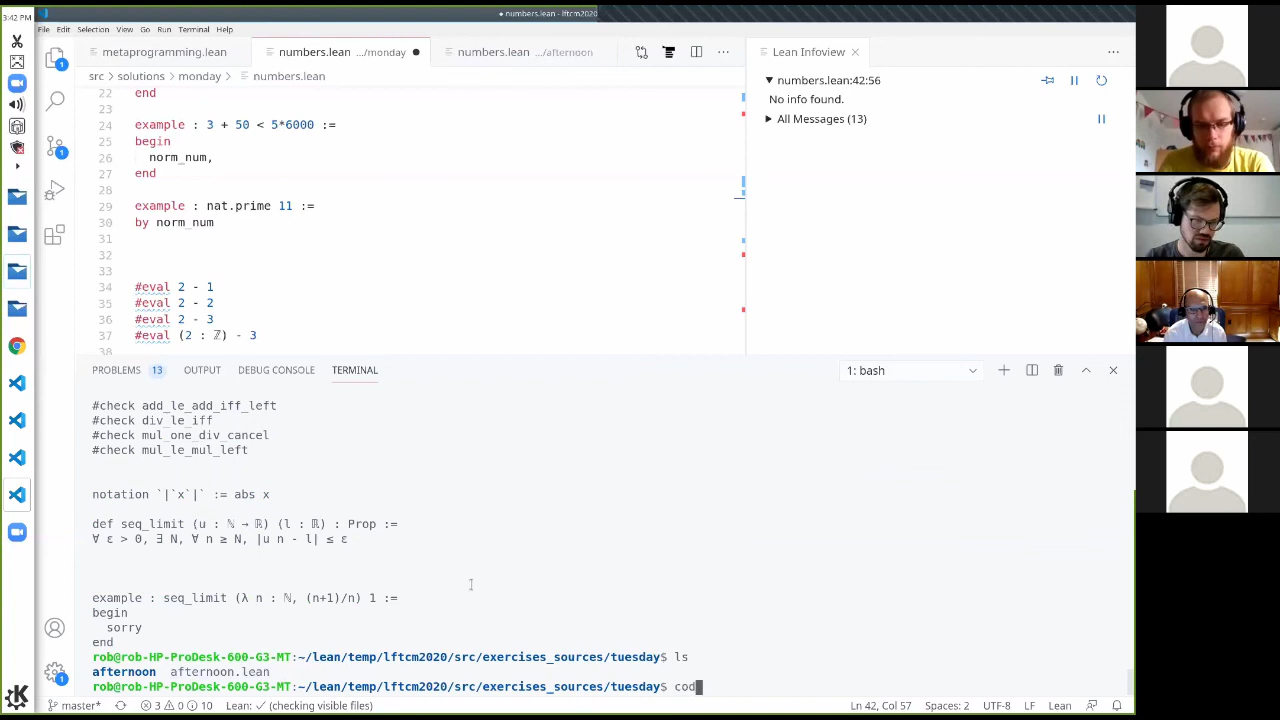 3:42 PM
● numbers.lean - lftcm2020
File Edit Selection View Go Run Terminal Help
metaprogramming.lean
numbers.lean .../monday ●
numbers.lean .../afternoon
Lean Infoview
src › solutions › monday › numbers.lean
numbers.lean:42:56
No info found.
All Messages (13)
22 end
23
24 example : 3 + 50 < 5*6000 :=
25 begin
26 norm_num,
27 end
28
29 example : nat.prime 11 :=
30 by norm_num
31
32
33
34 #eval 2 - 1
35 #eval 2 - 2
36 #eval 2 - 3
37 #eval (2 : ℤ) - 3
38
PROBLEMS 13 OUTPUT DEBUG CONSOLE TERMINAL
1: bash
#check add_le_add_iff_left
#check div_le_iff
#check mul_one_div_cancel
#check mul_le_mul_left
notation `|`x`|` := abs x
def seq_limit (u : ℕ → ℝ) (l : ℝ) : Prop :=
∀ ε > 0, ∃ N, ∀ n ≥ N, |u n - l| ≤ ε
example : seq_limit (λ n : ℕ, (n+1)/n) 1 :=
begin
sorry
end
rob@rob-HP-ProDesk-600-G3-MT:~/lean/temp/lftcm2020/src/exercises_sources/tuesday$ ls
afternoon afternoon.lean
rob@rob-HP-ProDesk-600-G3-MT:~/lean/temp/lftcm2020/src/exercises_sources/tuesday$ cod
master* 3 0 10 Lean: ✓ (checking visible files)
Ln 42, Col 57 Spaces: 2 UTF-8 LF Lean